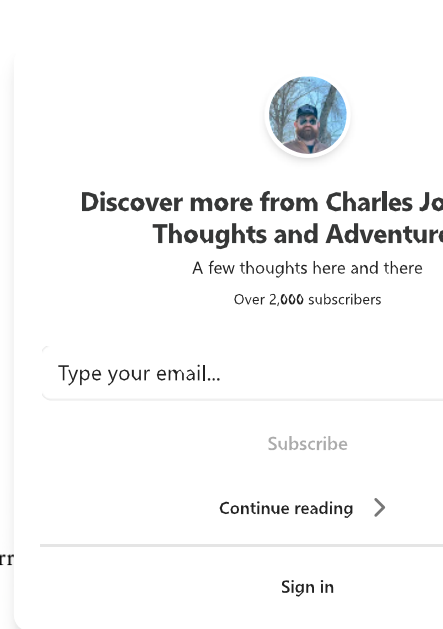 Discover more from Charles Jo
Thoughts and Adventure
A few thoughts here and there
Over 2,000 subscribers
Type your email...
Subscribe
Continue reading
rr
Sign in